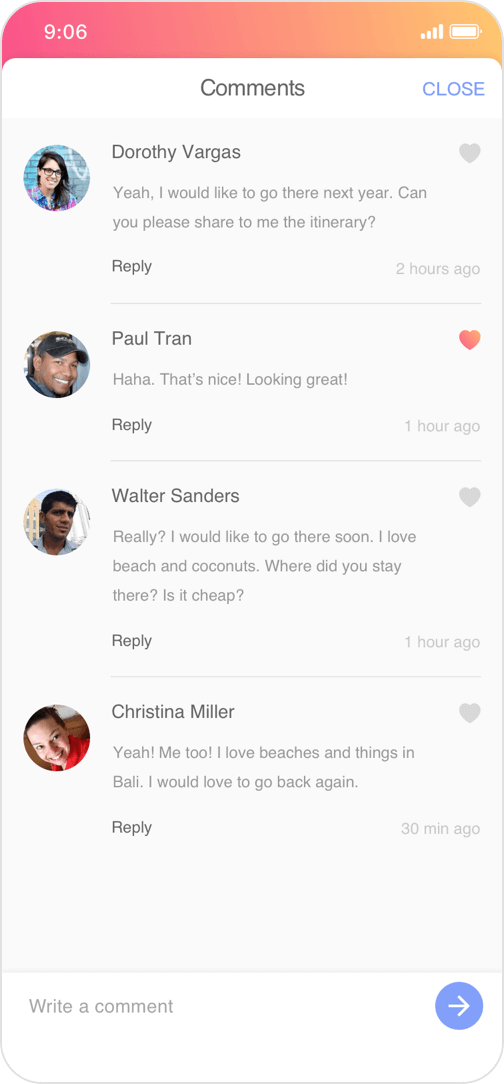 9:06
Comments
CLOSE
Dorothy Vargas
Yeah, I would like to go there next year. Can
you please share to me the itinerary?
Reply
2 hours ago
Paul Tran
Haha. That’s nice! Looking great!
Reply
1 hour ago
Walter Sanders
Really? I would like to go there soon. I love
beach and coconuts. Where did you stay
there? Is it cheap?
Reply
1 hour ago
Christina Miller
Yeah! Me too! I love beaches and things in
Bali. I would love to go back again.
Reply
30 min ago
Write a comment